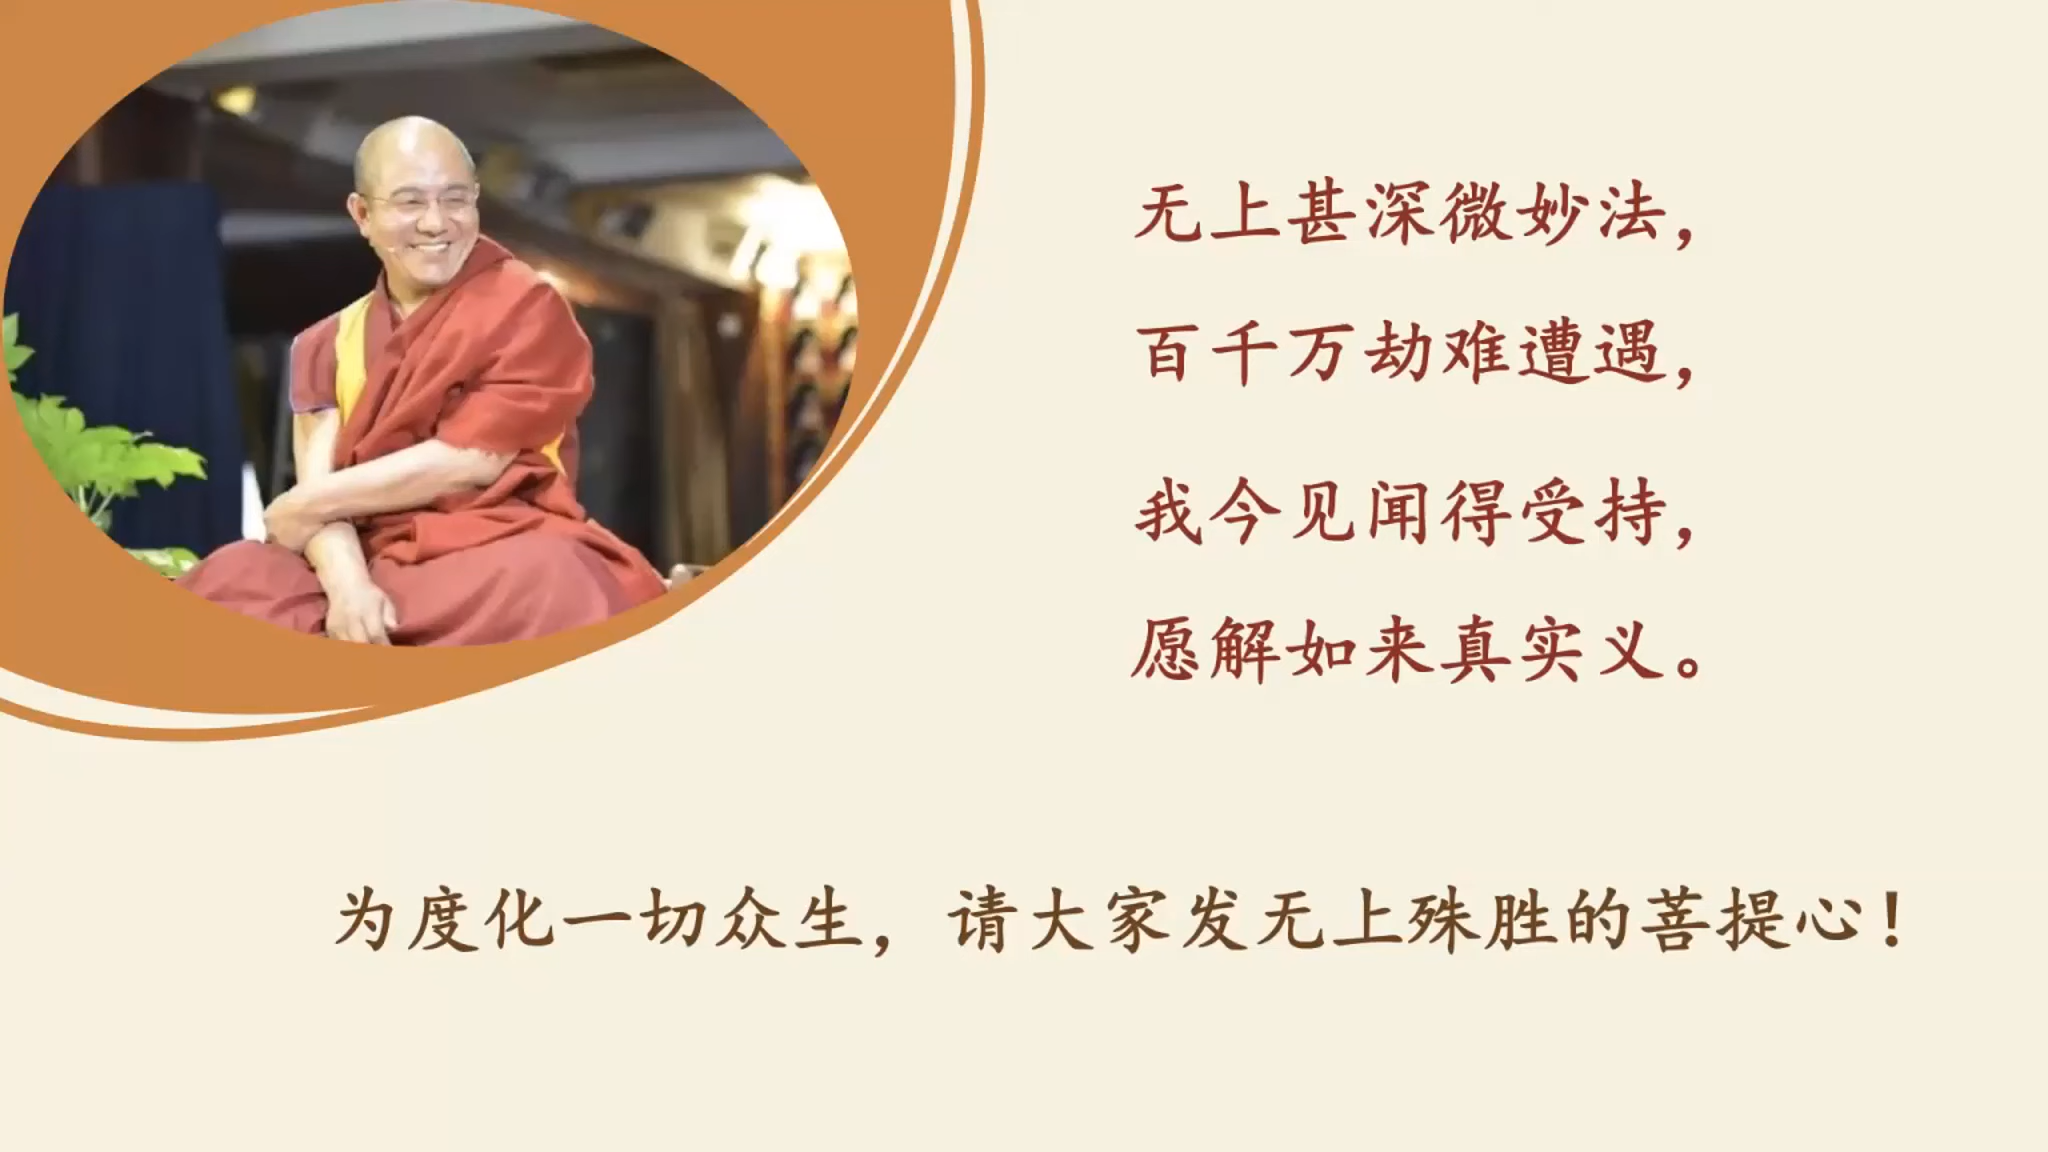 无上甚深微妙法，
百千万劫难遭遇，
我今见闻得受持，
愿解如来真实义。
为度化一切众生，请大家发无上殊胜的菩提心！